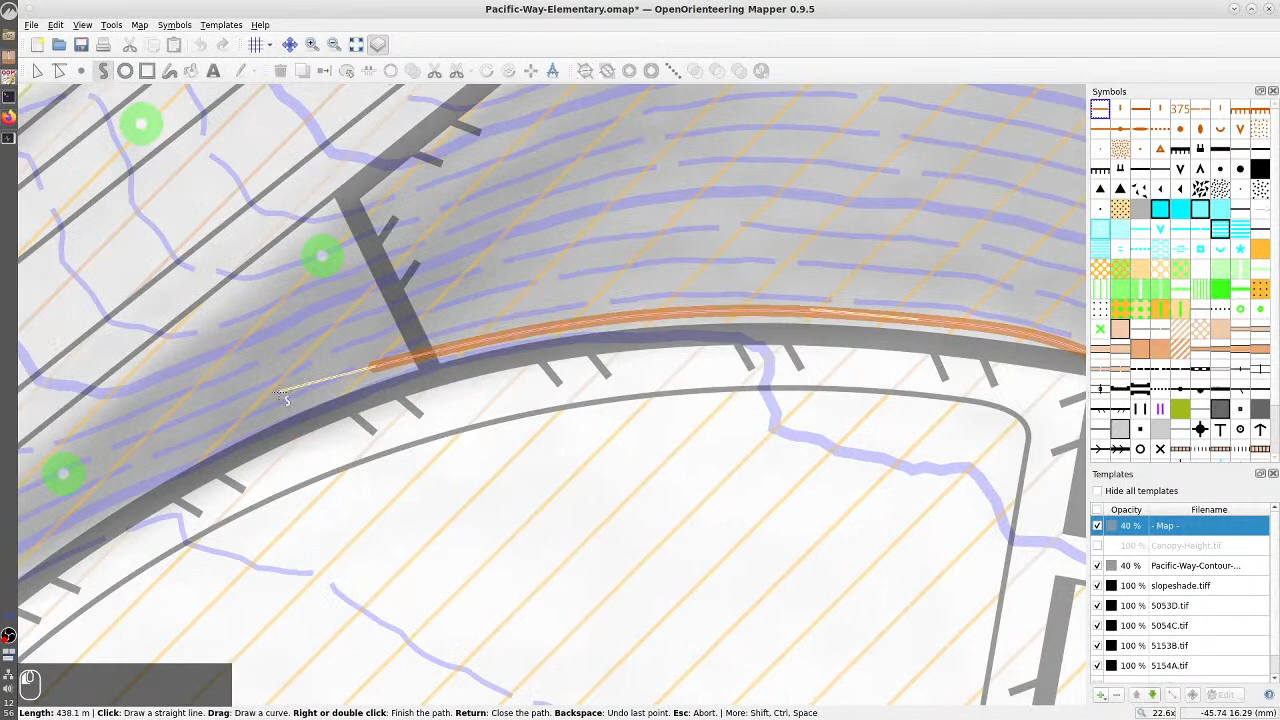 Pacific-Way-Elementary.omap* — OpenOrienteering Mapper 0.9.5
File Edit View Tools Map Symbols Templates Help
Symbols
375
Templates
Hide all templates
Opacity Filename
40 % - Map -
100 % Canopy-Height.tif
40 % Pacific-Way-Contour-...
100 % slopeshade.tiff
100 % 5053D.tif
100 % 5054C.tif
100 % 5153B.tif
100 % 5154A.tif
Edit
12
56
Length: 438.1 m | Click: Draw a straight line. Drag: Draw a curve. Right or double click: Finish the path. Return: Close the path. Backspace: Undo last point. Esc: Abort. | More: Shift, Ctrl, Space
22.6x
-45.74 16.29 (mm)